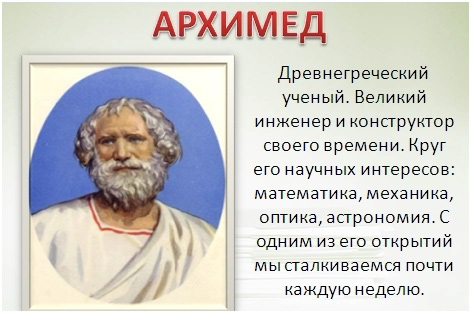 АРХИМЕД
Древнегреческий
ученый. Великий
инженер и конструктор
своего времени. Круг
его научных интересов:
математика, механика,
оптика, астрономия. С
одним из его открытий
мы сталкиваемся почти
каждую неделю.